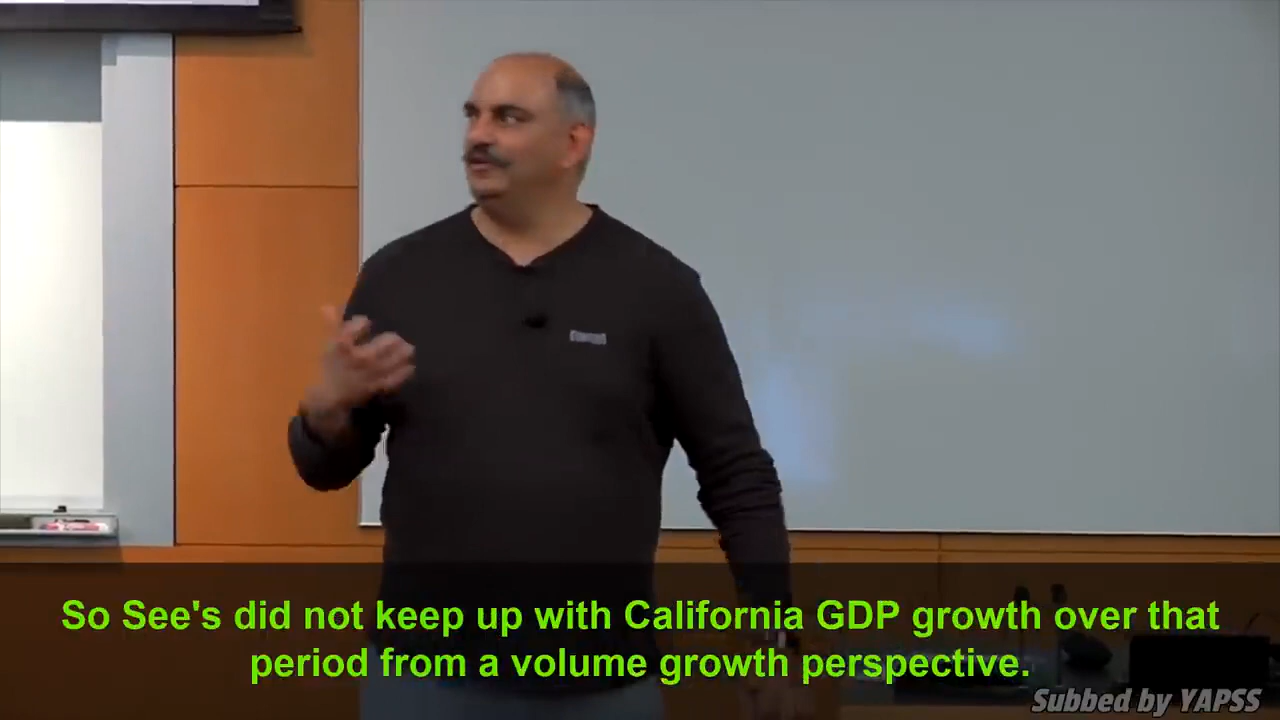 So See's did not keep up with California GDP growth over that
period from a volume growth perspective.
Subbed by YAPSS